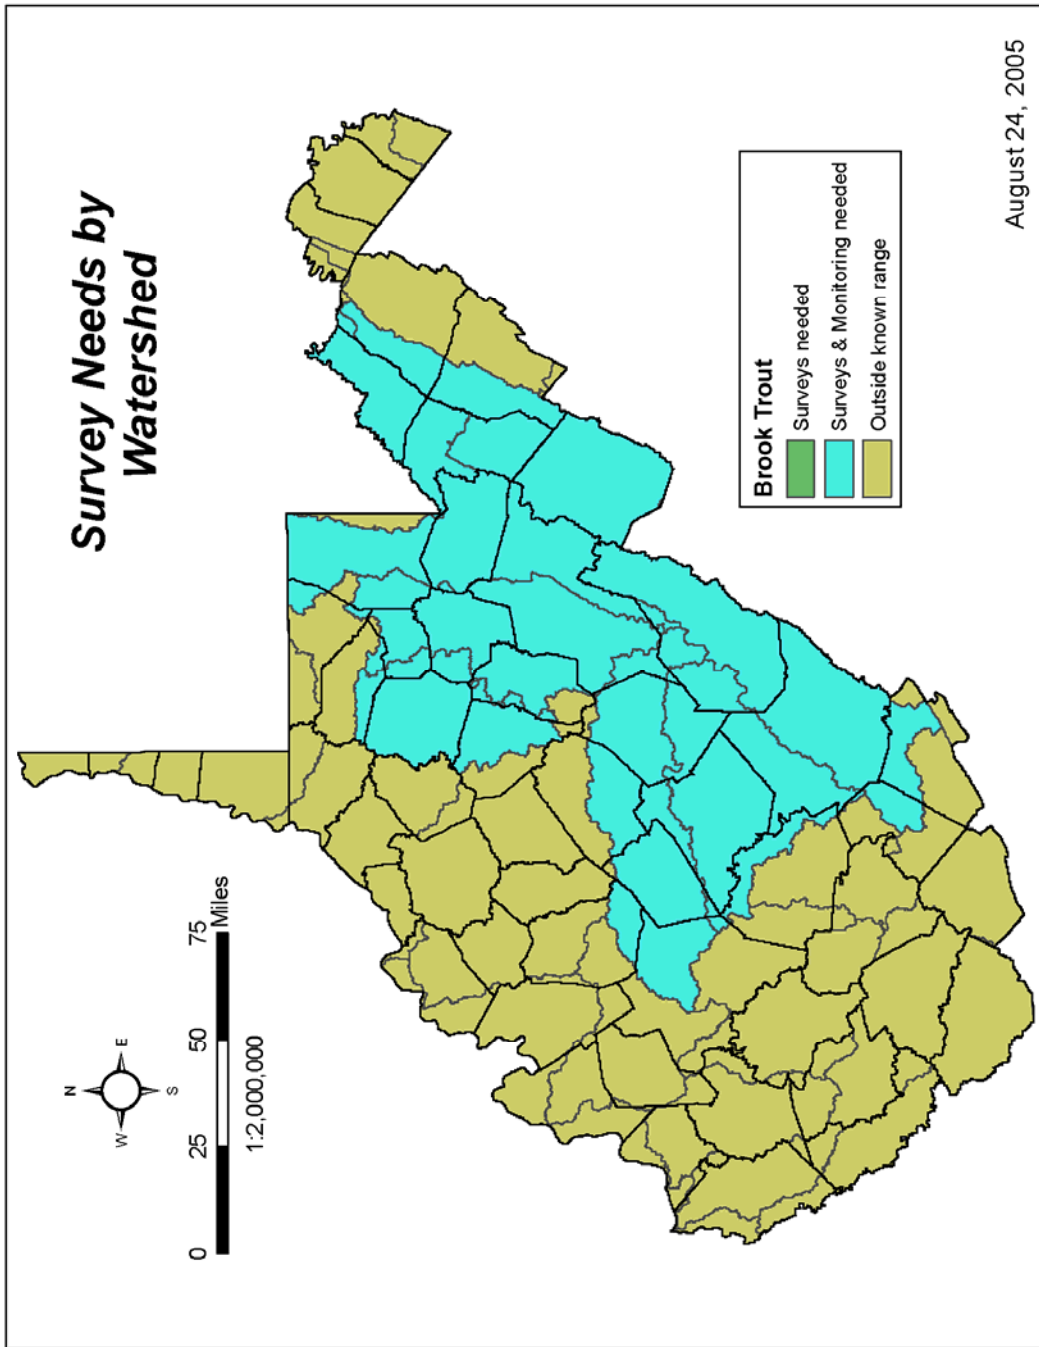 Survey Needs by
Watershed
N
W E
S
0 25 50 75
Miles
1:2,000,000
Brook Trout
Surveys needed
Surveys & Monitoring needed
Outside known range
August 24, 2005